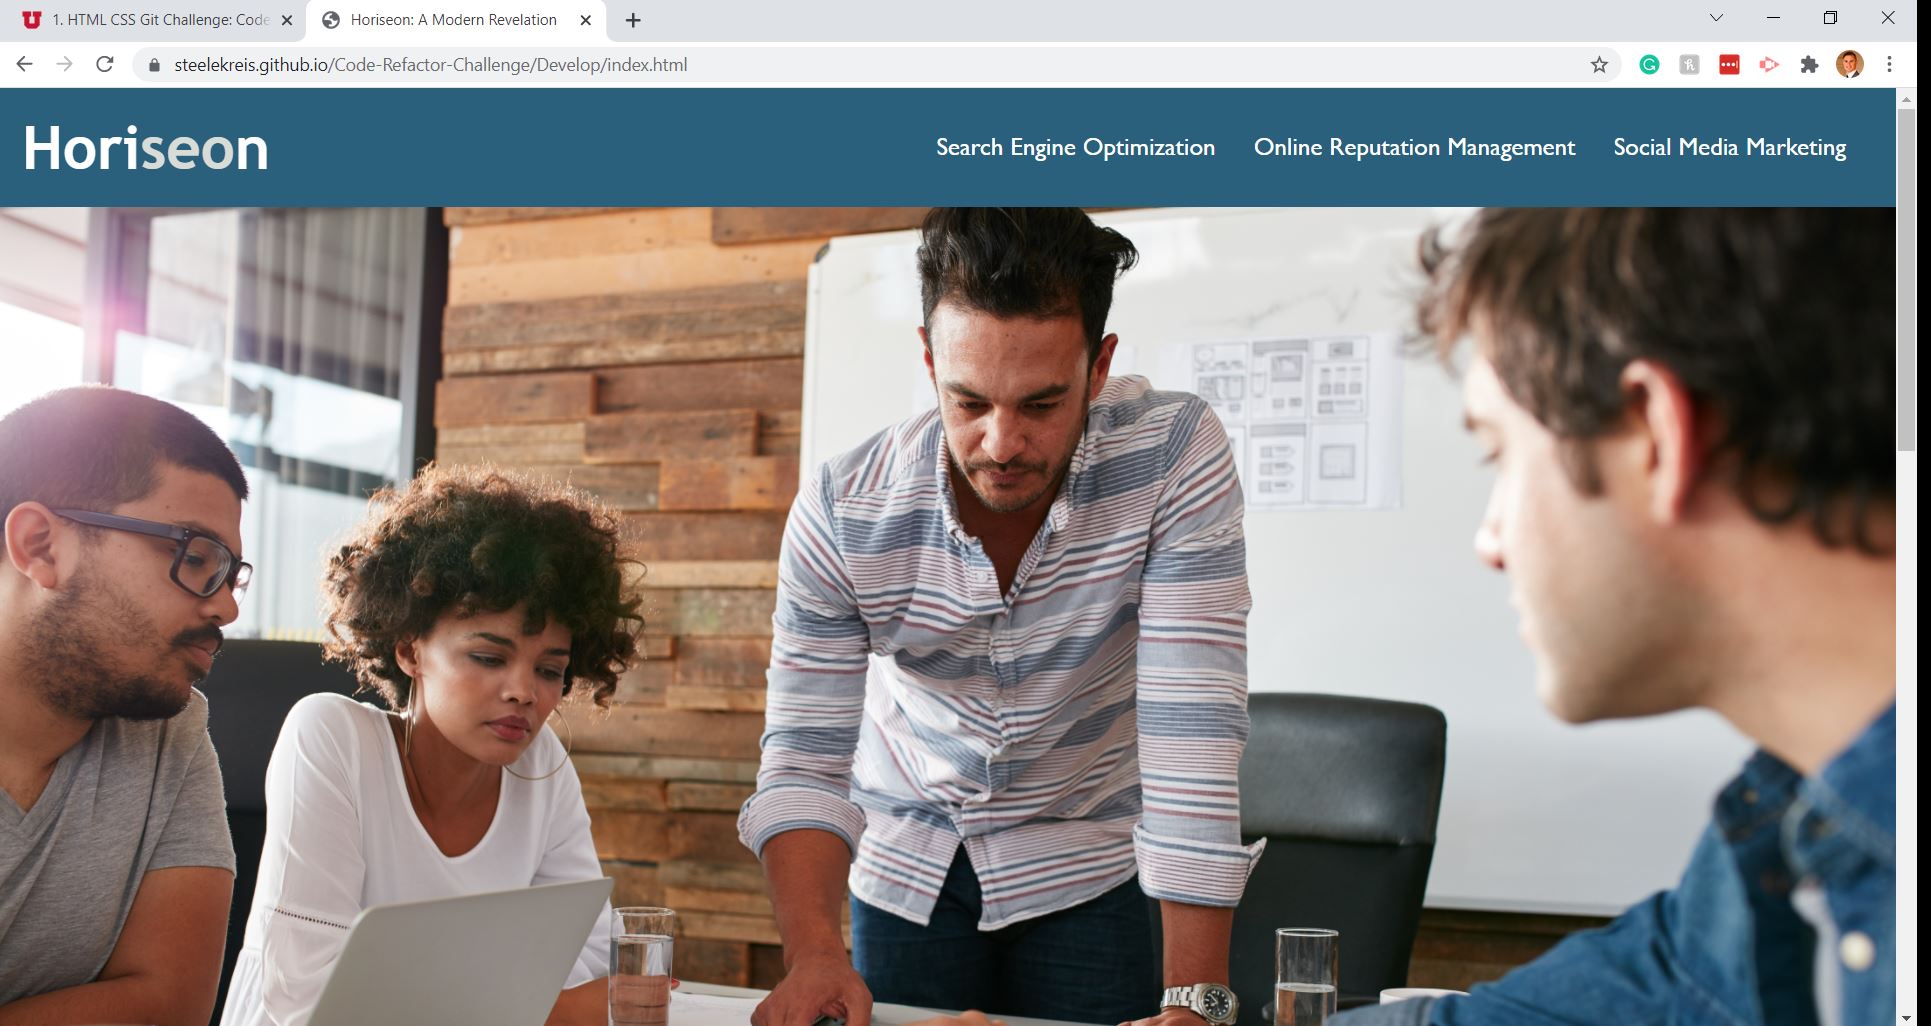 1. HTML CSS Git Challenge: Code
Horiseon: A Modern Revelation
steelekreis.github.io/Code-Refactor-Challenge/Develop/index.html
Horiseon
Search Engine Optimization
Online Reputation Management
Social Media Marketing